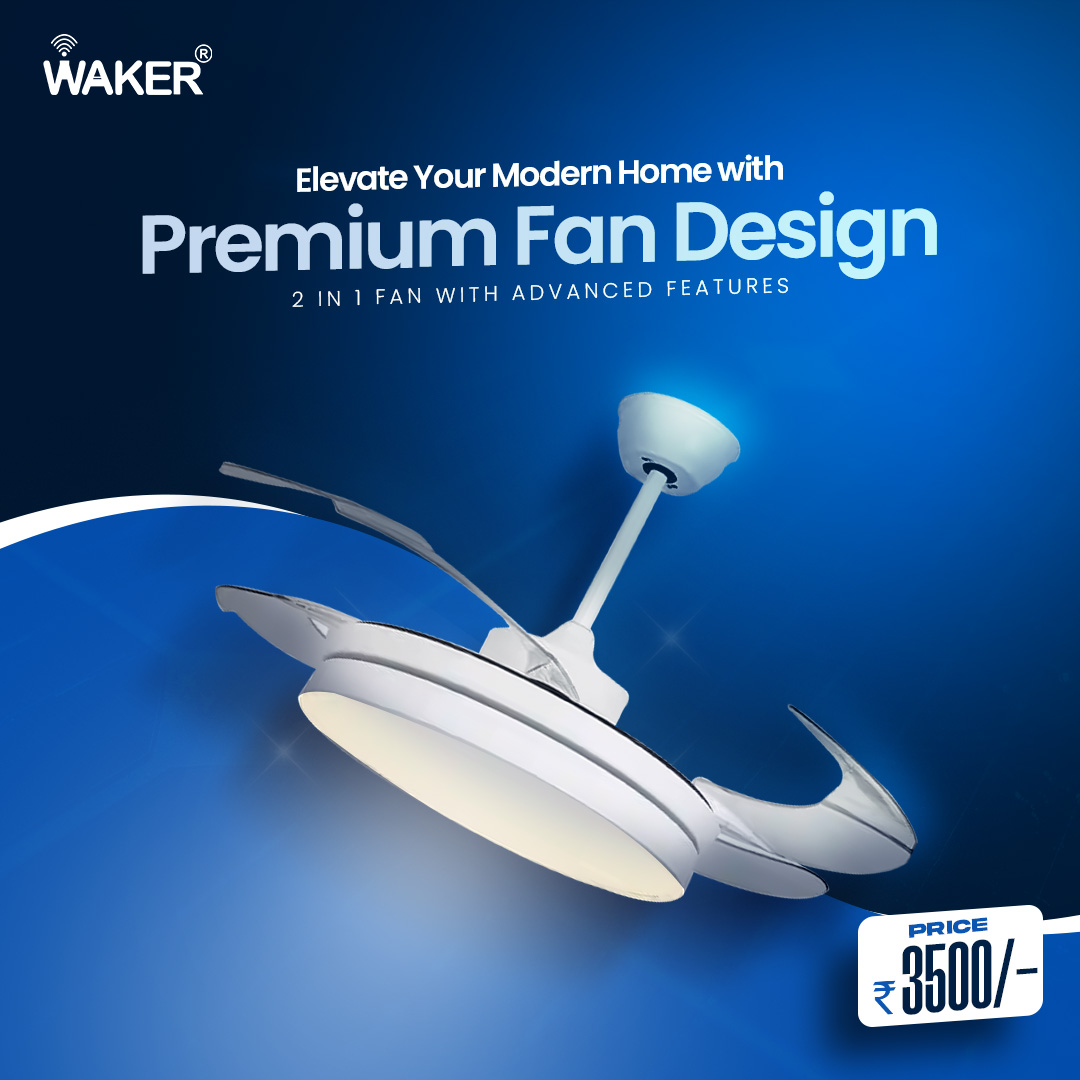 WAKER®
Elevate Your Modern Home with
Premium Fan Design
2 IN 1 FAN WITH ADVANCED FEATURES
PRICE
₹ 3500/-